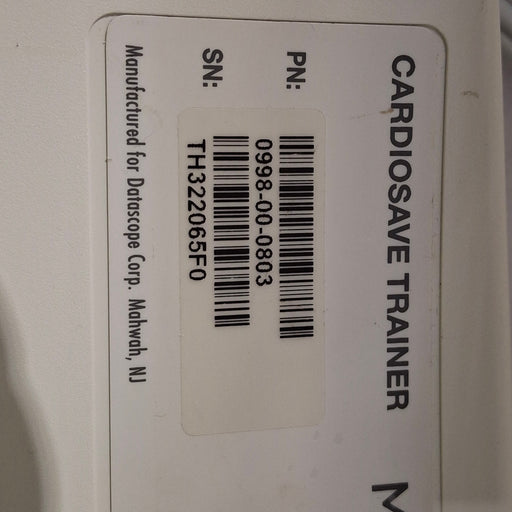 CARDIOSAVE TRAINER
PN:
0998-00-0803
SN:
TH322065F0
Manufactured for Datascope Corp. Mahwah, NJ